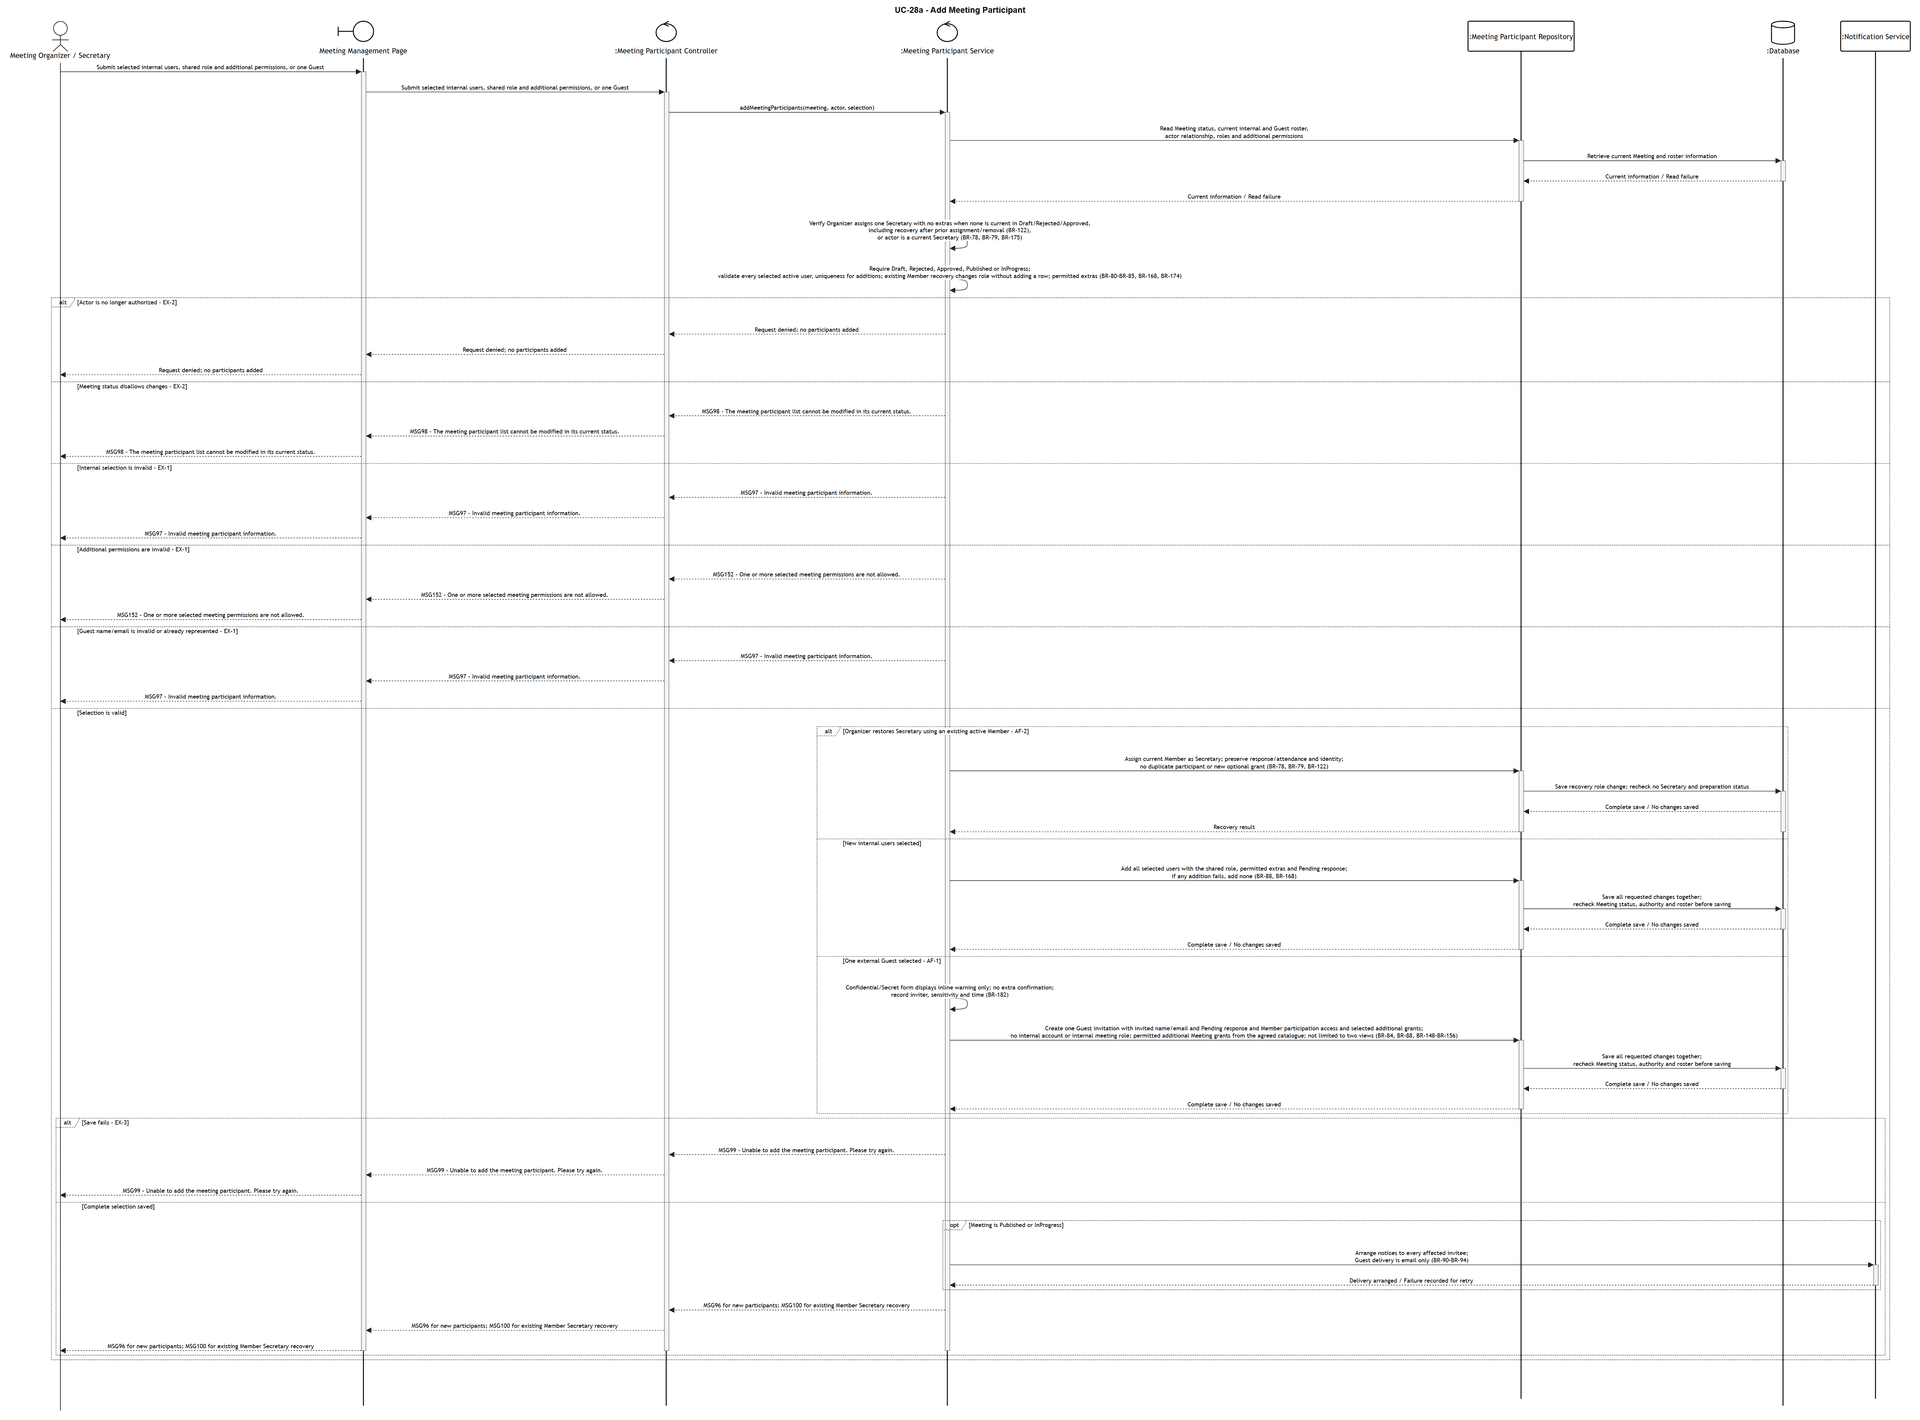 UC-28a - Add Meeting Participant
Meeting Organizer / Secretary
Meeting Management Page
:Meeting Participant Controller
:Meeting Participant Service
:Meeting Participant Repository
:Database
:Notification Service
Submit selected internal users, shared role and additional permissions, or one Guest
Submit selected internal users, shared role and additional permissions, or one Guest
addMeetingParticipants(meeting, actor, selection)
Read Meeting status, current internal and Guest roster,
actor relationship, roles and additional permissions
Retrieve current Meeting and roster information
Current information / Read failure
Current information / Read failure
Verify Organizer assigns one Secretary with no extras when none is current in Draft/Rejected/Approved,
including recovery after prior assignment/removal (BR-122),
or actor is a current Secretary (BR-78, BR-79, BR-175)
Require Draft, Rejected, Approved, Published or InProgress;
validate every selected active user, uniqueness for additions; existing Member recovery changes role without adding a row; permitted extras (BR-80-BR-85, BR-168, BR-174)
alt
[Actor is no longer authorized - EX-2]
Request denied; no participants added
Request denied; no participants added
Request denied; no participants added
[Meeting status disallows changes - EX-2]
MSG98 - The meeting participant list cannot be modified in its current status.
MSG98 - The meeting participant list cannot be modified in its current status.
MSG98 - The meeting participant list cannot be modified in its current status.
[Internal selection is invalid - EX-1]
MSG97 - Invalid meeting participant information.
MSG97 - Invalid meeting participant information.
MSG97 - Invalid meeting participant information.
[Additional permissions are invalid - EX-1]
MSG152 - One or more selected meeting permissions are not allowed.
MSG152 - One or more selected meeting permissions are not allowed.
MSG152 - One or more selected meeting permissions are not allowed.
[Guest name/email is invalid or already represented - EX-1]
MSG97 - Invalid meeting participant information.
MSG97 - Invalid meeting participant information.
MSG97 - Invalid meeting participant information.
[Selection is valid]
alt
[Organizer restores Secretary using an existing active Member - AF-2]
Assign current Member as Secretary; preserve response/attendance and identity;
no duplicate participant or new optional grant (BR-78, BR-79, BR-122)
Save recovery role change; recheck no Secretary and preparation status
Complete save / No changes saved
Recovery result
[New internal users selected]
Add all selected users with the shared role, permitted extras and Pending response;
if any addition fails, add none (BR-88, BR-168)
Save all requested changes together;
recheck Meeting status, authority and roster before saving
Complete save / No changes saved
Complete save / No changes saved
[One external Guest selected - AF-1]
Confidential/Secret form displays inline warning only; no extra confirmation;
record inviter, sensitivity and time (BR-182)
Create one Guest invitation with invited name/email and Pending response and Member participation access and selected additional grants;
no internal account or internal meeting role; permitted additional Meeting grants from the agreed catalogue; not limited to two views (BR-84, BR-88, BR-148-BR-156)
Save all requested changes together;
recheck Meeting status, authority and roster before saving
Complete save / No changes saved
Complete save / No changes saved
alt
[Save fails - EX-3]
MSG99 - Unable to add the meeting participant. Please try again.
MSG99 - Unable to add the meeting participant. Please try again.
MSG99 - Unable to add the meeting participant. Please try again.
[Complete selection saved]
opt
[Meeting is Published or InProgress]
Arrange notices to every affected invitee;
Guest delivery is email only (BR-90-BR-94)
Delivery arranged / Failure recorded for retry
MSG96 for new participants; MSG100 for existing Member Secretary recovery
MSG96 for new participants; MSG100 for existing Member Secretary recovery
MSG96 for new participants; MSG100 for existing Member Secretary recovery